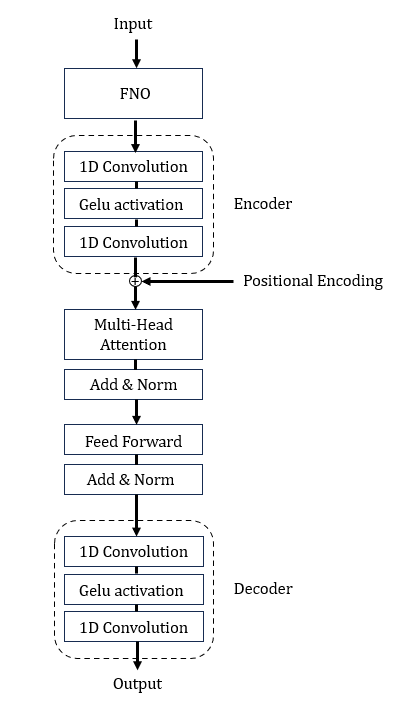 Input
FNO
1D Convolution
Gelu activation
Encoder
1D Convolution
Positional Encoding
Multi-Head
Attention
Add & Norm
Feed Forward
Add & Norm
1D Convolution
Gelu activation
Decoder
1D Convolution
Output